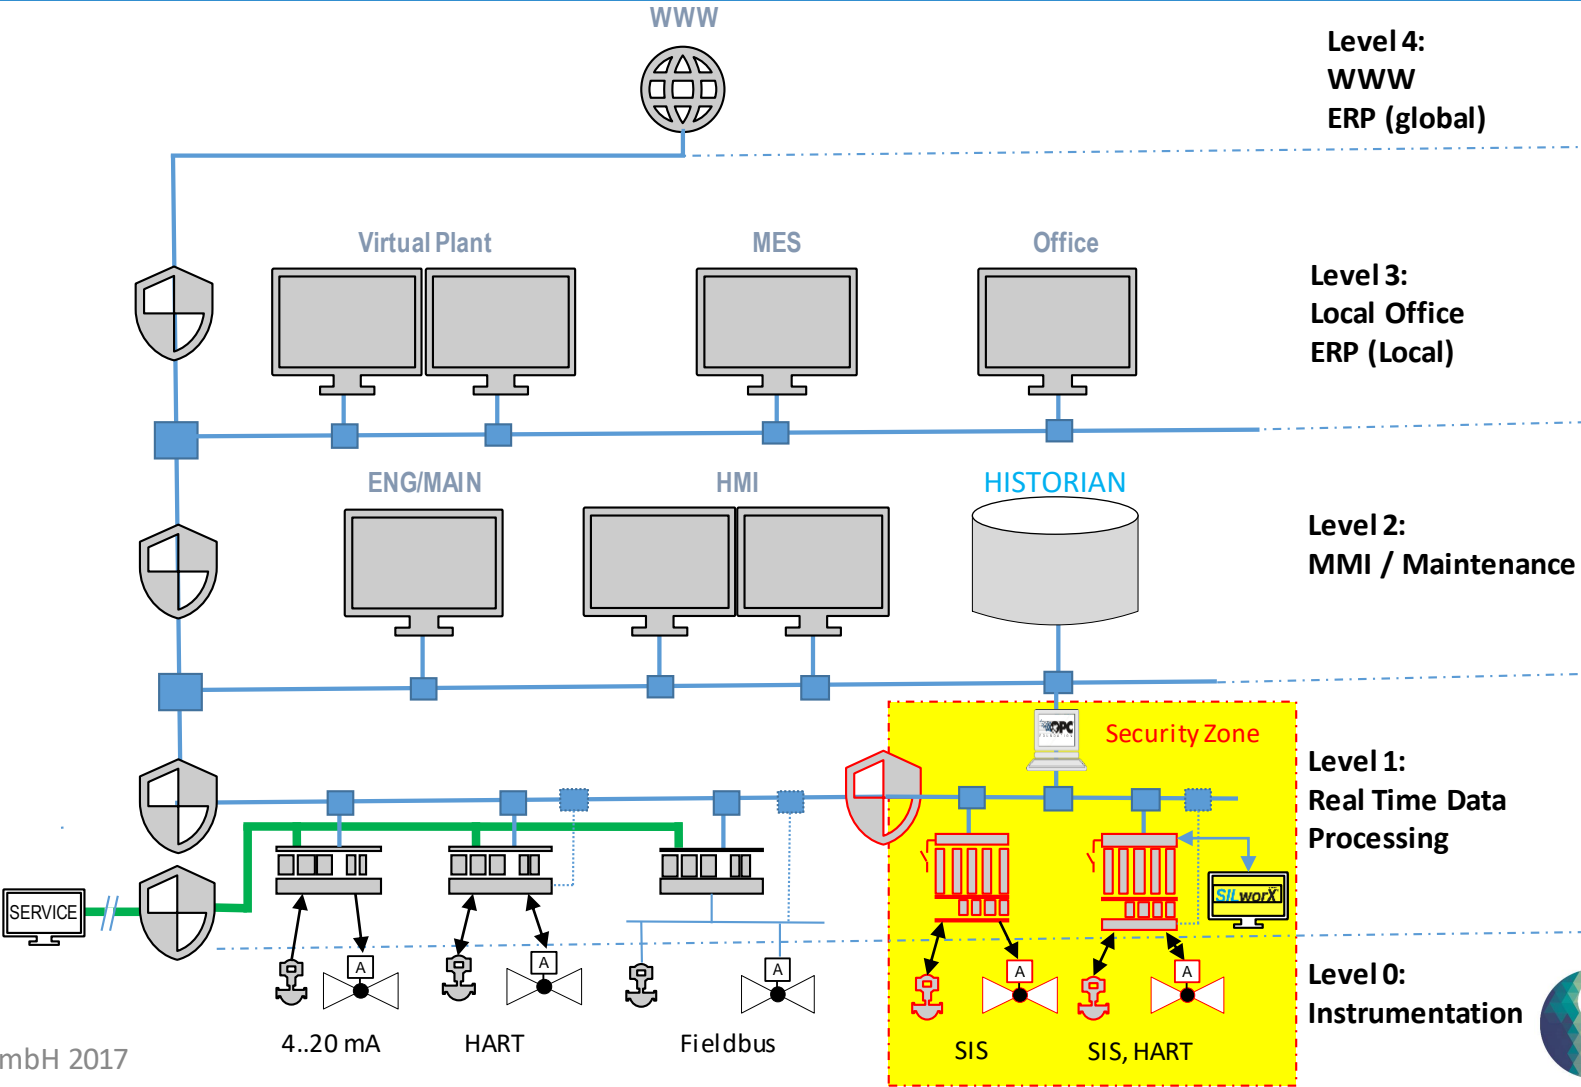 WWW
Level 4:
WWW
ERP (global)
Virtual Plant
MES
Office
Level 3:
Local Office
ERP (Local)
ENG/MAIN
HMI
HISTORIAN
Level 2:
MMI / Maintenance
OPC
FOUNDATION
Security Zone
Level 1:
Real Time Data
Processing
SERVICE
SILworX
A
A
A
A
A
Level 0:
Instrumentation
4..20 mA
HART
Fieldbus
SIS
SIS, HART
mbH 2017